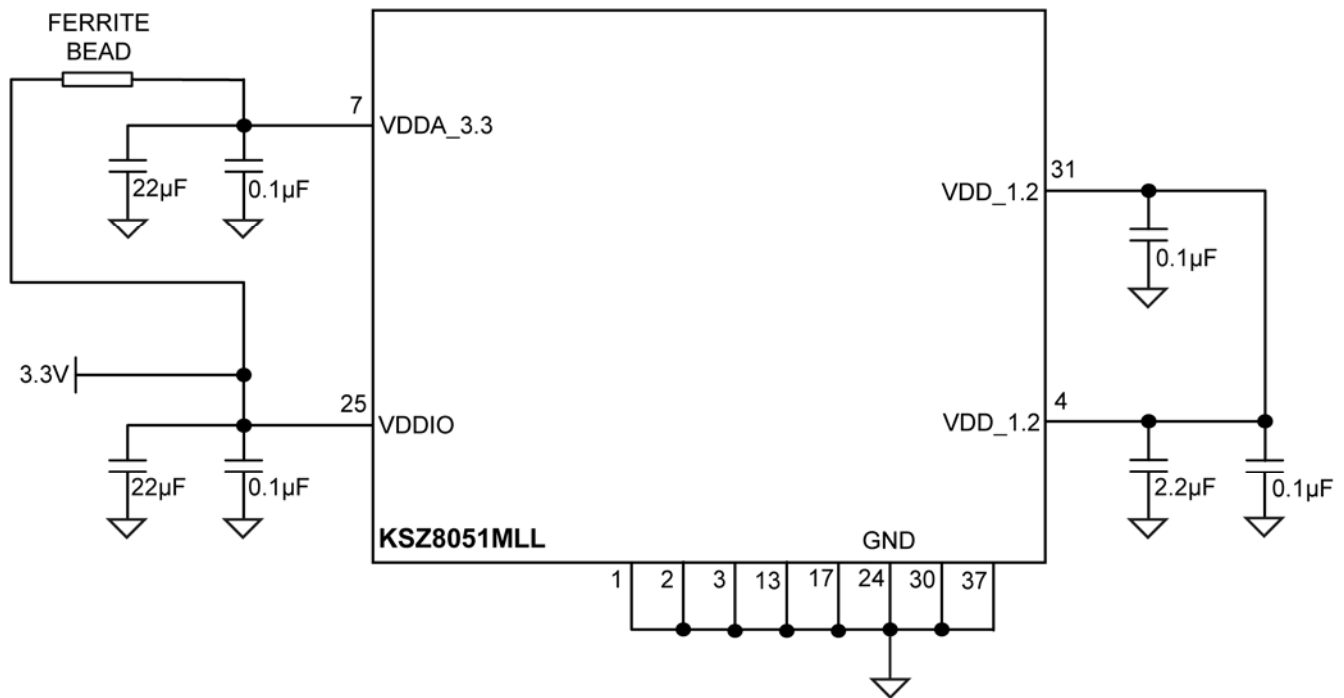 FERRITE
BEAD
7
VDDA_3.3
22µF
0.1µF
31
VDD_1.2
0.1µF
3.3V
25
VDDIO
22µF
0.1µF
4
VDD_1.2
2.2µF
0.1µF
KSZ8051MLL
GND
1 2 3 13 17 24 30 37